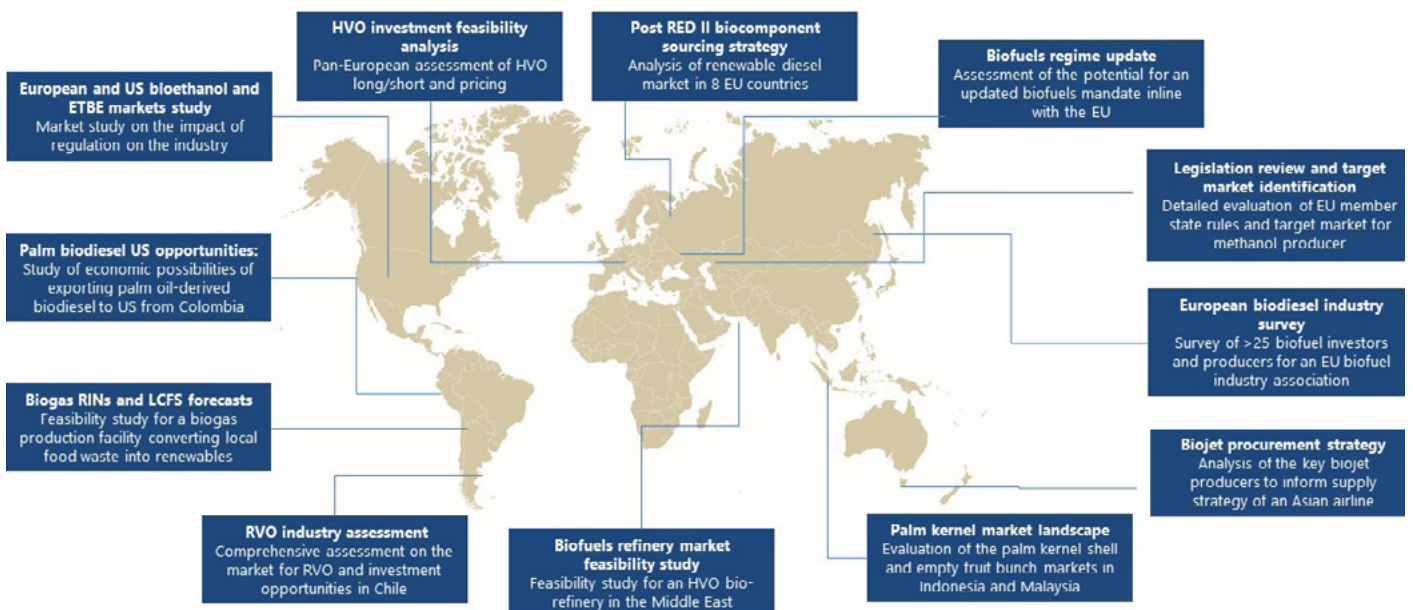 HVO investment feasibility
analysis
Pan-European assessment of HVO
long/short and pricing
Post RED II biocomponent
sourcing strategy
Analysis of renewable diesel
market in 8 EU countries
Biofuels regime update
Assessment of the potential for an
updated biofuels mandate inline
with the EU
European and US bioethanol and
ETBE markets study
Market study on the impact of
regulation on the industry
Legislation review and target
market identification
Detailed evaluation of EU member
state rules and target market for
methanol producer
Palm biodiesel US opportunities:
Study of economic possibilities of
exporting palm oil-derived
biodiesel to US from Colombia
European biodiesel industry
survey
Survey of >25 biofuel investors
and producers for an EU biofuel
industry association
Biogas RINs and LCFS forecasts
Feasibility study for a biogas
production facility converting local
food waste into renewables
Biojet procurement strategy
Analysis of the key biojet
producers to inform supply
strategy of an Asian airline
RVO industry assessment
Comprehensive assessment on the
market for RVO and investment
opportunities in Chile
Biofuels refinery market
feasibility study
Feasibility study for an HVO bio-
refinery in the Middle East
Palm kernel market landscape
Evaluation of the palm kernel shell
and empty fruit bunch markets in
Indonesia and Malaysia